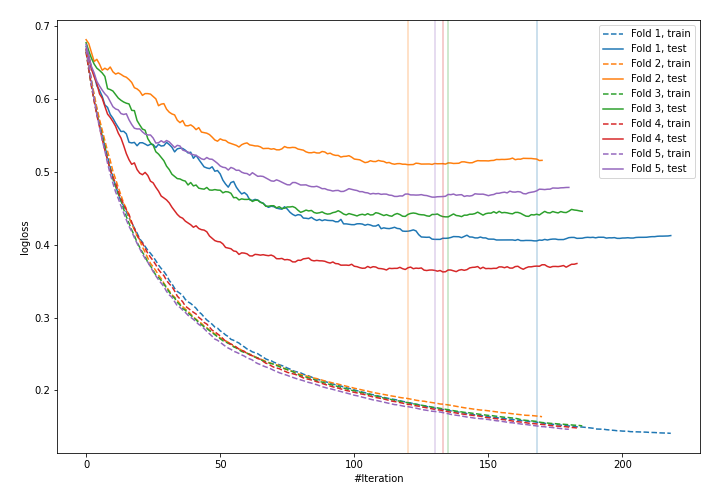 0.7
0.6
0.5
0.4
0.3
0.2
logloss
0
50
100
150
200
#Iteration
Fold 1, train
Fold 1, test
Fold 2, train
Fold 2, test
Fold 3, train
Fold 3, test
Fold 4, train
Fold 4, test
Fold 5, train
Fold 5, test